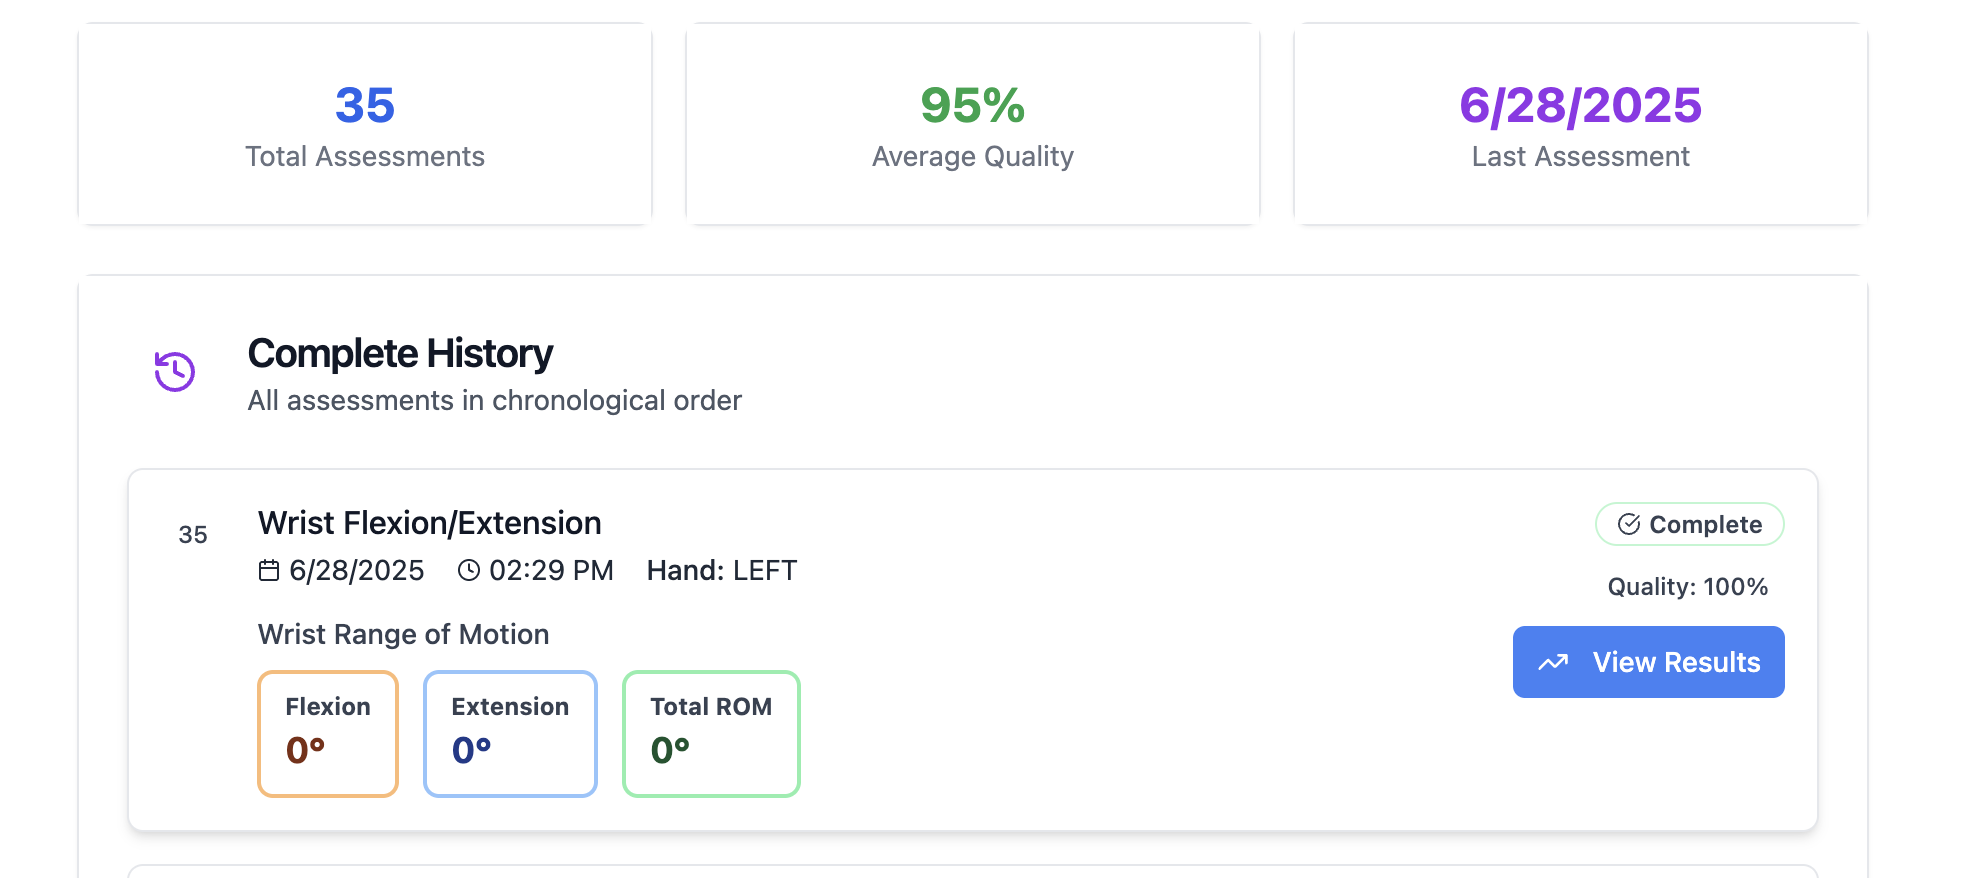 35
Total Assessments
95%
Average Quality
6/28/2025
Last Assessment
Complete History
All assessments in chronological order
35
Wrist Flexion/Extension
6/28/2025 02:29 PM Hand: LEFT
Complete
Quality: 100%
View Results
Wrist Range of Motion
Flexion
0°
Extension
0°
Total ROM
0°